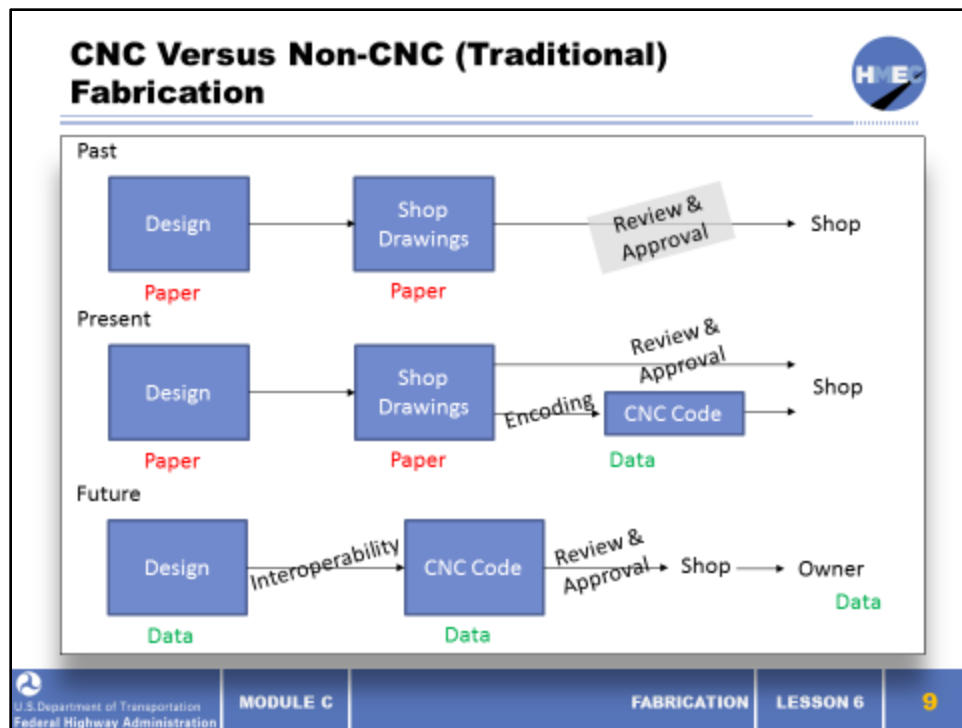 CNC Versus Non-CNC (Traditional)
Fabrication
HMEC
Past
Design
Shop
Drawings
Review &
Approval
Shop
Paper
Paper
Present
Design
Shop
Drawings
Review &
Approval
Encoding
CNC Code
Shop
Paper
Paper
Data
Future
Design
Interoperability
CNC Code
Review &
Approval
Shop
Owner
Data
Data
Data
U.S. Department of Transportation
Federal Highway Administration
MODULE C
FABRICATION
LESSON 6
9